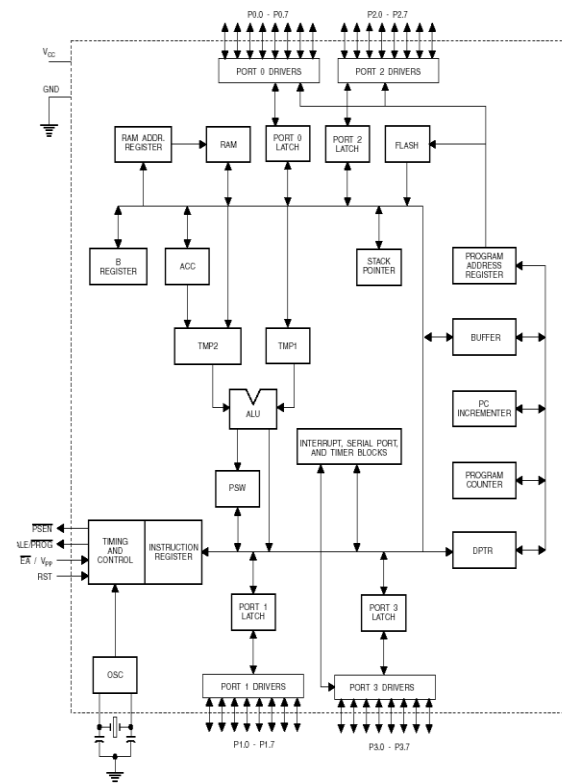 P0.0 - P0.7
P2.0 - P2.7
VCC
PORT 0 DRIVERS
PORT 2 DRIVERS
GND
RAM ADDR.
REGISTER
RAM
PORT 0
LATCH
PORT 2
LATCH
FLASH
B
REGISTER
ACC
STACK
POINTER
PROGRAM
ADDRESS
REGISTER
TMP2
TMP1
BUFFER
ALU
PC
INCREMENTER
INTERRUPT, SERIAL PORT,
AND TIMER BLOCKS
PSW
PROGRAM
COUNTER
PSEN
ALE/PROG
EA / VPP
RST
TIMING
AND
CONTROL
INSTRUCTION
REGISTER
DPTR
PORT 1
LATCH
PORT 3
LATCH
OSC
PORT 1 DRIVERS
PORT 3 DRIVERS
P1.0 - P1.7
P3.0 - P3.7